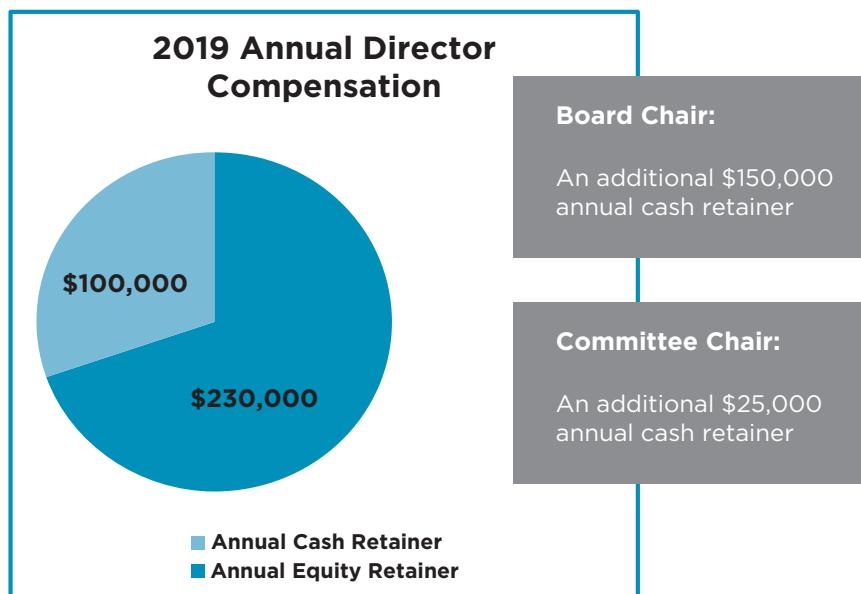 2019 Annual Director
Compensation
$100,000
$230,000
Annual Cash Retainer
Annual Equity Retainer
Board Chair:
An additional $150,000
annual cash retainer
Committee Chair:
An additional $25,000
annual cash retainer